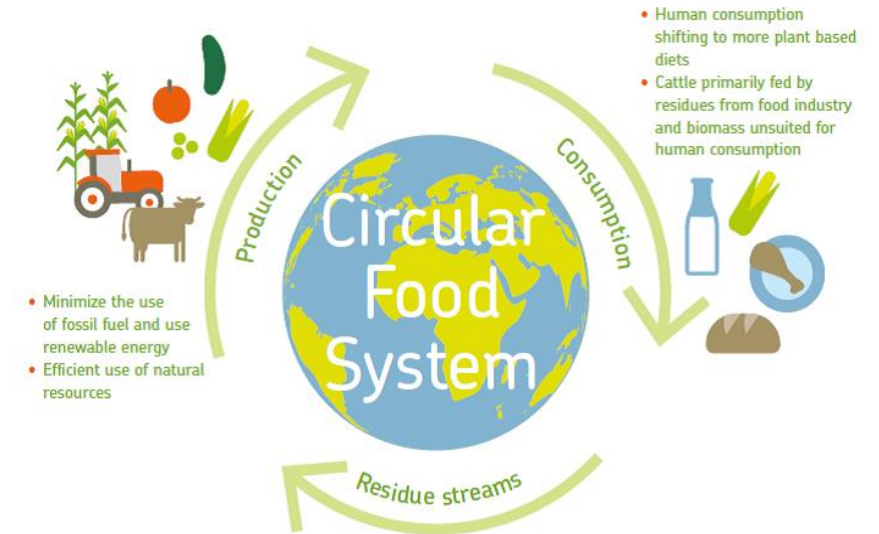 • Human consumption
shifting to more plant based
diets
• Cattle primarily fed by
residues from food industry
and biomass unsuited for
human consumption
Production
Consumption
Circular
Food
System
• Minimize the use
of fossil fuel and use
renewable energy
• Efficient use of natural
resources
Residue streams